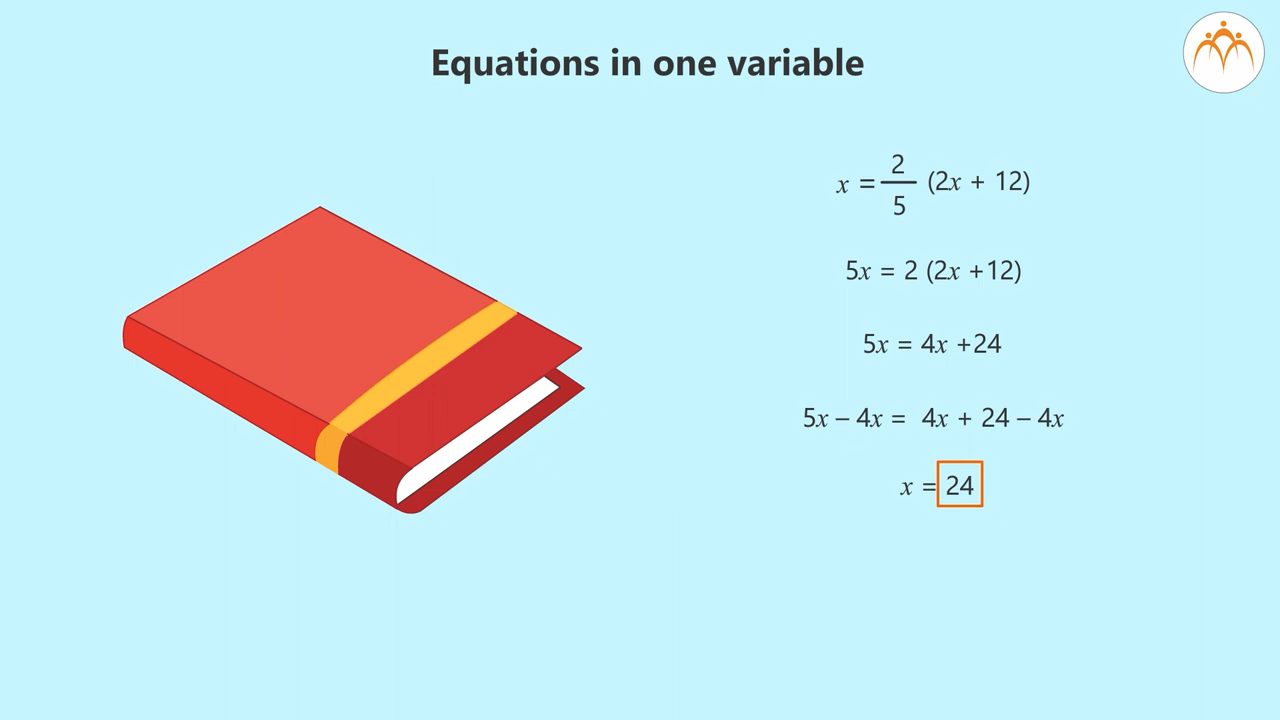 Equations in one variable
x = 2/5 (2x + 12)
5x = 2 (2x +12)
5x = 4x +24
5x – 4x = 4x + 24 – 4x
x = 24